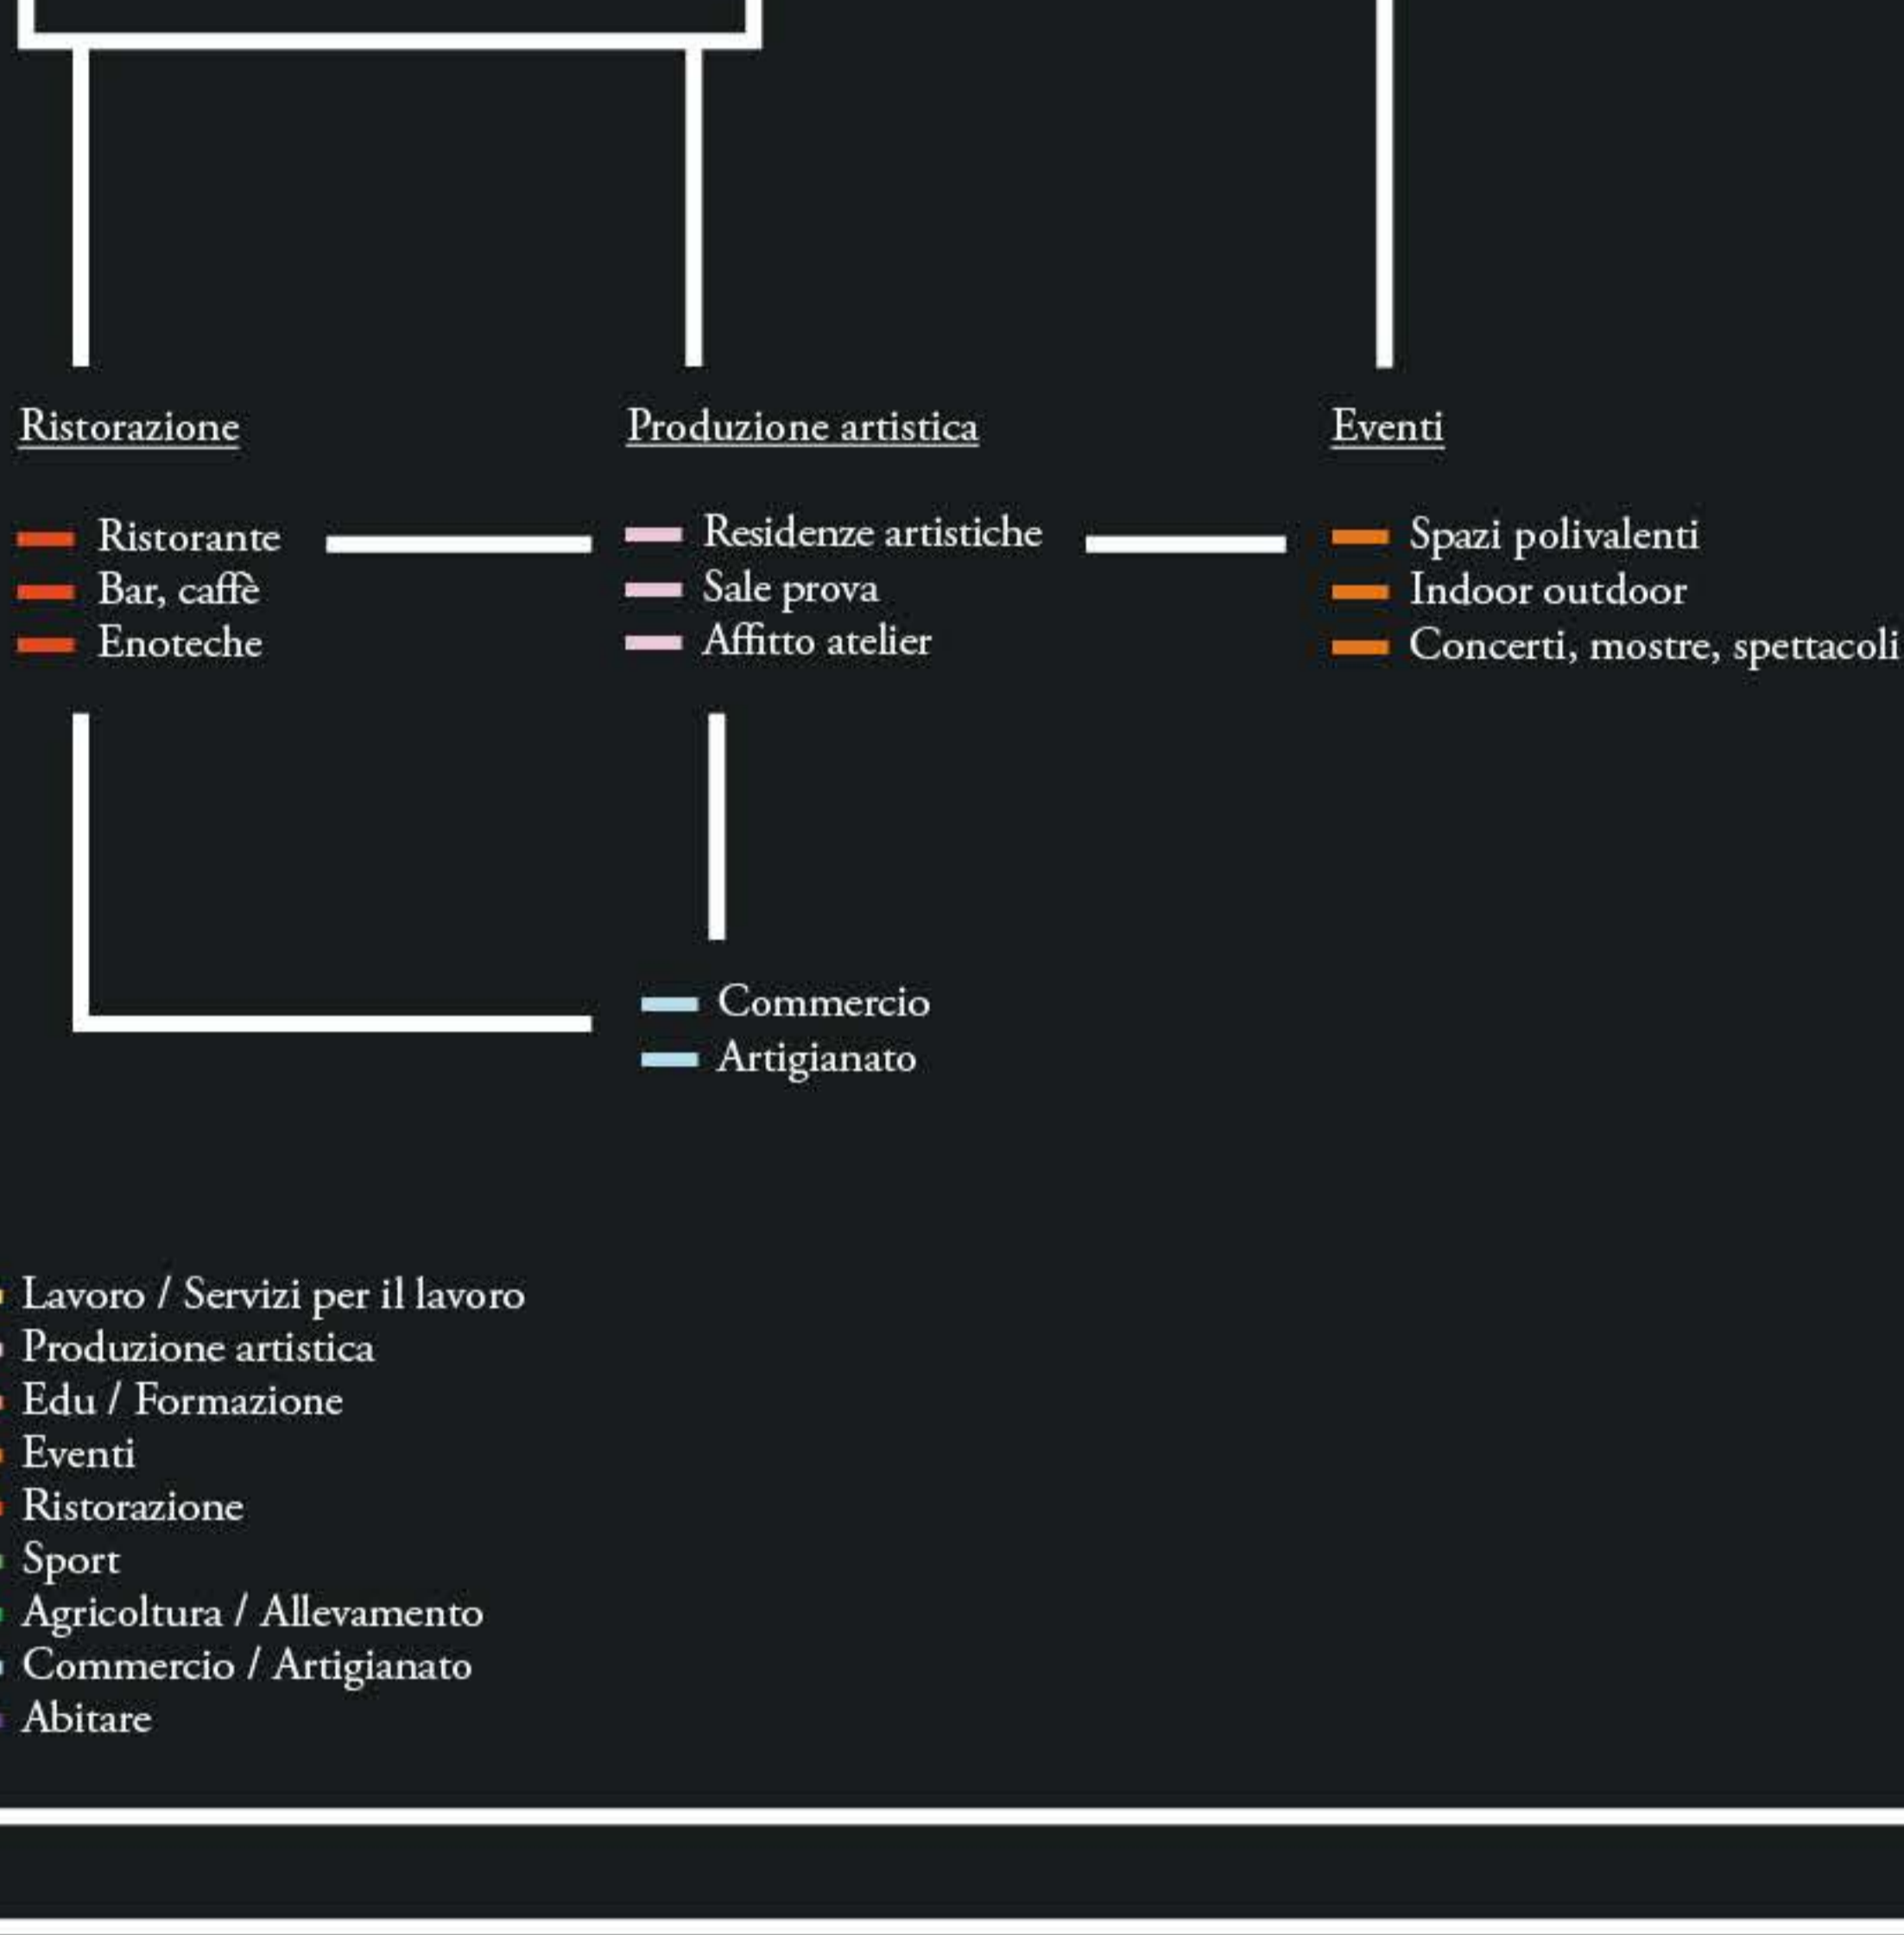 Ristorazione
Produzione artistica
Eventi
Ristorante
Bar, caffè
Enoteche
Residenze artistiche
Sale prova
Affitto atelier
Spazi polivalenti
Indoor outdoor
Concerti, mostre, spettacoli
Commercio
Artigianato
Lavoro / Servizi per il lavoro
Produzione artistica
Edu / Formazione
Eventi
Ristorazione
Sport
Agricoltura / Allevamento
Commercio / Artigianato
Abitare